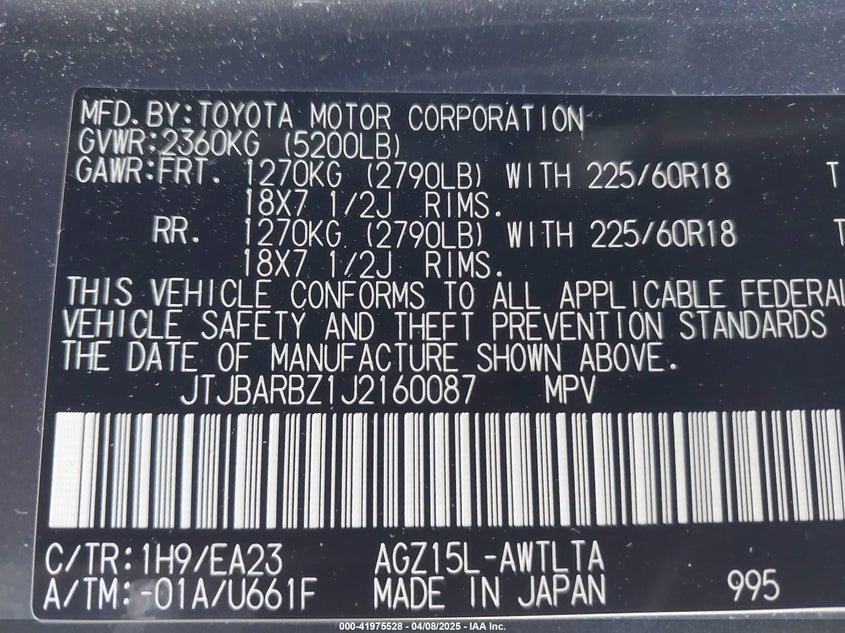 MFD.BY:TOYOTA MOTOR CORPORATION
GVWR:2360KG (5200LB)
GAWR:FRT. 1270KG (2790LB) WITH 225/60R18 T
18X7 1/2J RIMS.
RR. 1270KG (2790LB) WITH 225/60R18 T
18X7 1/2J RIMS.
THIS VEHICLE CONFORMS TO ALL APPLICABLE FEDERAL
VEHICLE SAFETY AND THEFT PREVENTION STANDARDS
THE DATE OF MANUFACTURE SHOWN ABOVE.
JTJBARBZ1J2160087 MPV
C/TR:1H9/EA23 AGZ15L-AWTLTA
A/TM:-01A/U661F MADE IN JAPAN 995
000-41975528 - 04/08/2025 - IAA Inc.